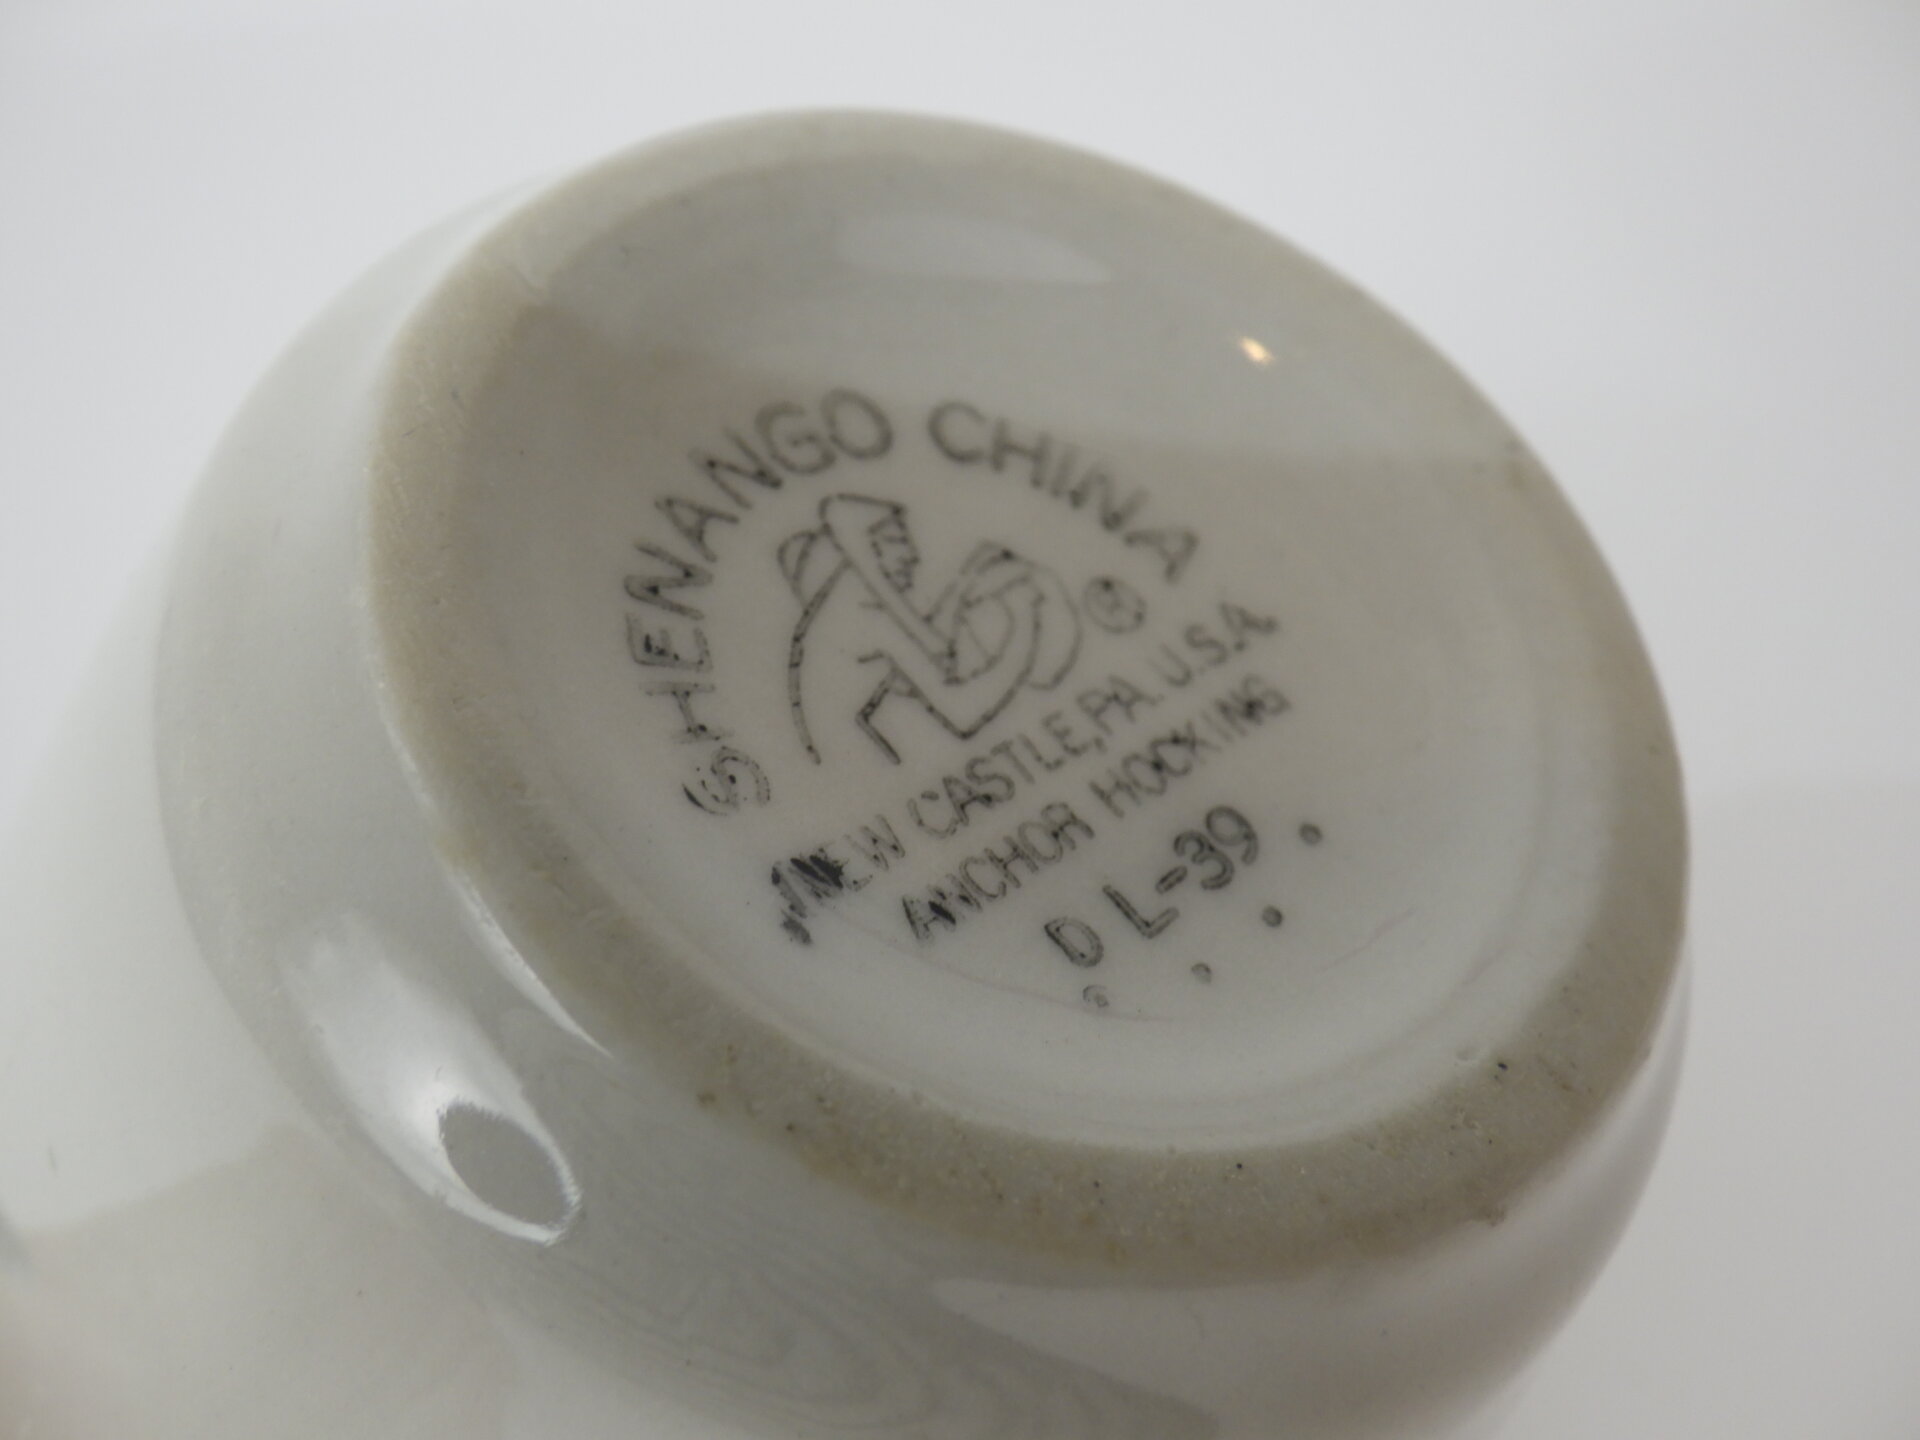 SHENANGO CHINA
®
NEW CASTLE, PA. U.S.A.
ANCHOR HOCKING
D L-39